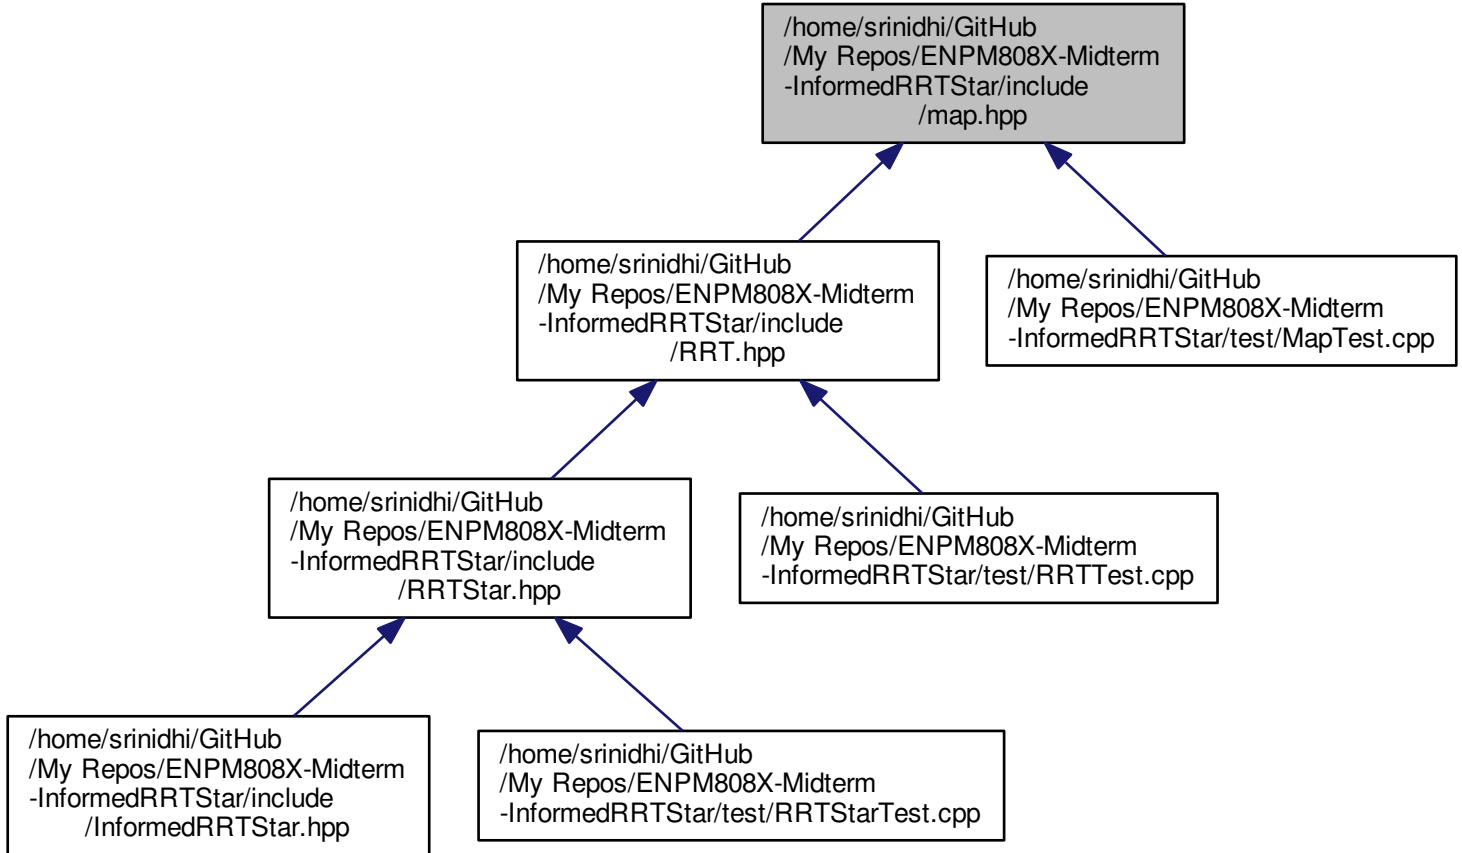 /home/srinidhi/GitHub
/My Repos/ENPM808X-Midterm
-InformedRRTStar/include
/map.hpp
/home/srinidhi/GitHub
/My Repos/ENPM808X-Midterm
-InformedRRTStar/include
/RRT.hpp
/home/srinidhi/GitHub
/My Repos/ENPM808X-Midterm
-InformedRRTStar/test/MapTest.cpp
/home/srinidhi/GitHub
/My Repos/ENPM808X-Midterm
-InformedRRTStar/include
/RRTStar.hpp
/home/srinidhi/GitHub
/My Repos/ENPM808X-Midterm
-InformedRRTStar/test/RRTTest.cpp
/home/srinidhi/GitHub
/My Repos/ENPM808X-Midterm
-InformedRRTStar/include
/InformedRRTStar.hpp
/home/srinidhi/GitHub
/My Repos/ENPM808X-Midterm
-InformedRRTStar/test/RRTStarTest.cpp